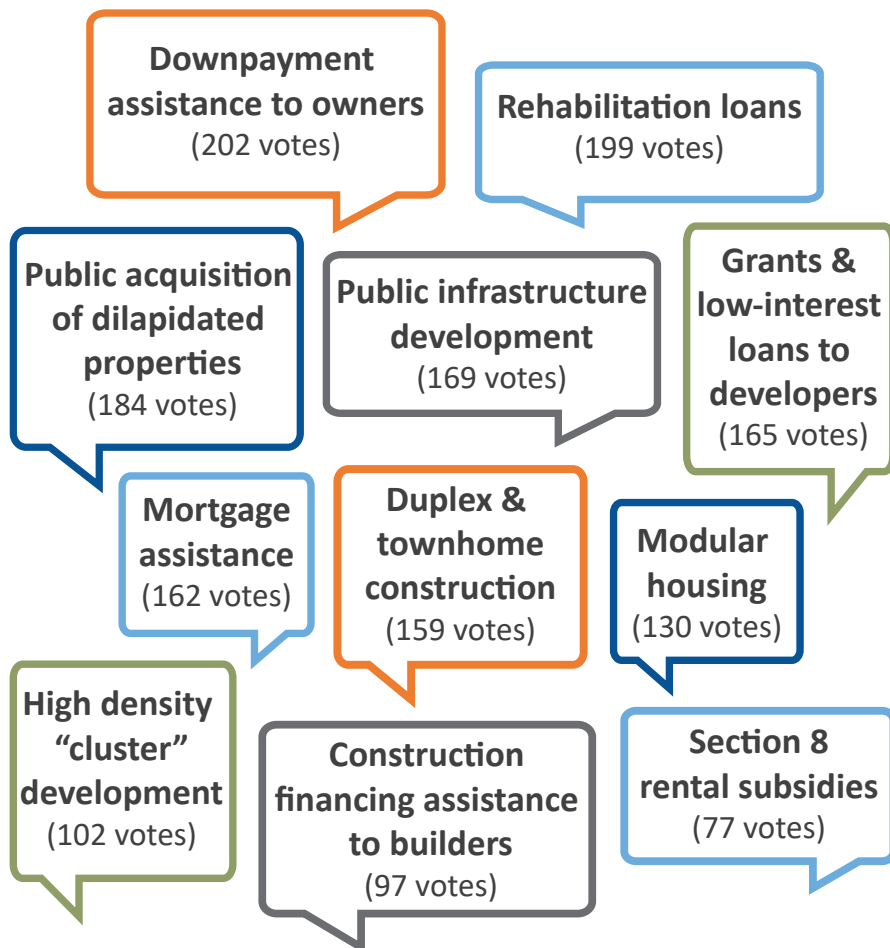 Downpayment
assistance to owners
(202 votes)
Rehabilitation loans
(199 votes)
Public acquisition
of dilapidated
properties
(184 votes)
Public infrastructure
development
(169 votes)
Grants &
low-interest
loans to
developers
(165 votes)
Mortgage
assistance
(162 votes)
Duplex &
townhome
construction
(159 votes)
Modular
housing
(130 votes)
High density
“cluster”
development
(102 votes)
Construction
financing assistance
to builders
(97 votes)
Section 8
rental subsidies
(77 votes)